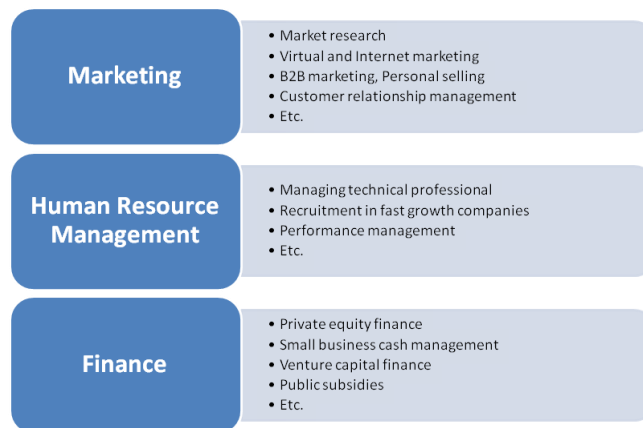 Marketing
• Market research
• Virtual and Internet marketing
• B2B marketing, Personal selling
• Customer relationship management
• Etc.
Human Resource
Management
• Managing technical professional
• Recruitment in fast growth companies
• Performance management
• Etc.
Finance
• Private equity finance
• Small business cash management
• Venture capital finance
• Public subsidies
• Etc.